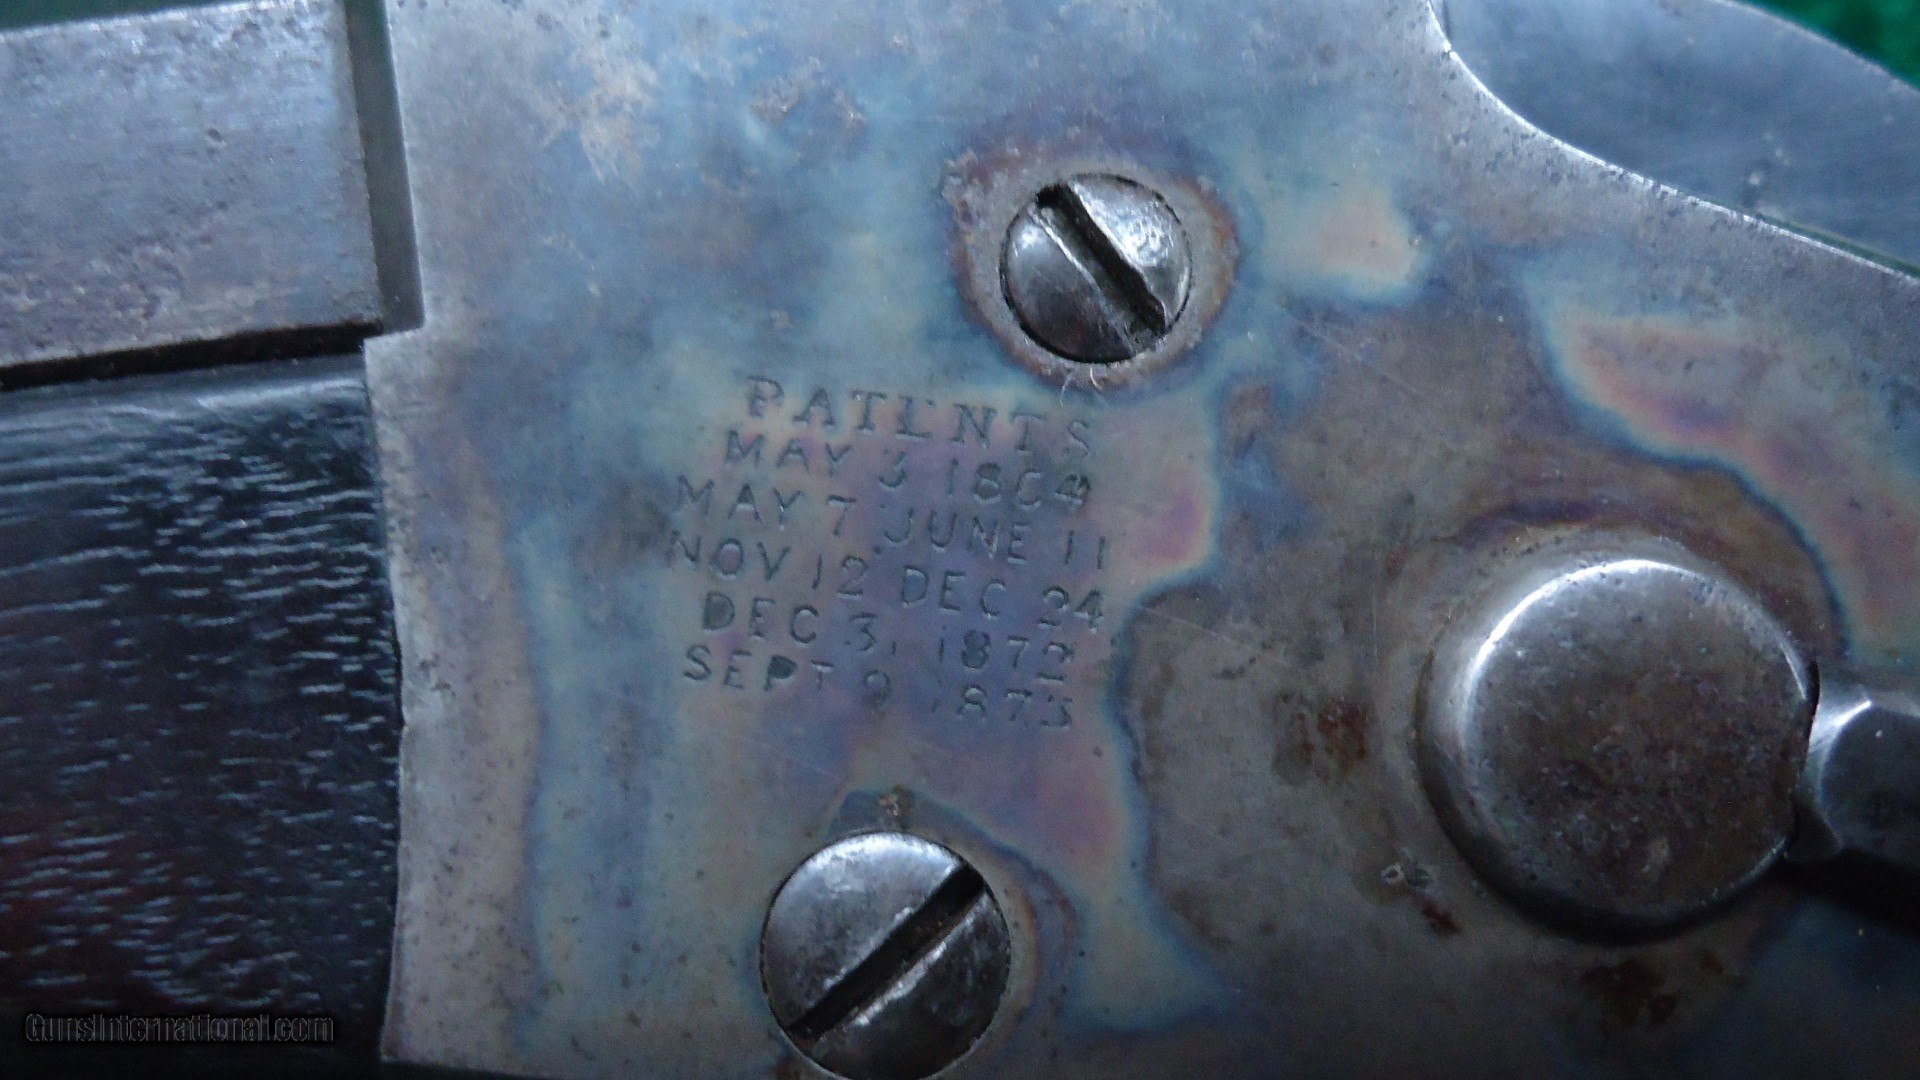 PATENTS
MAY 3 1864
MAY 7 JUNE 11
NOV 12 DEC 24
DEC 3, 1872
SEPT 9 1873
GunsInternational.com